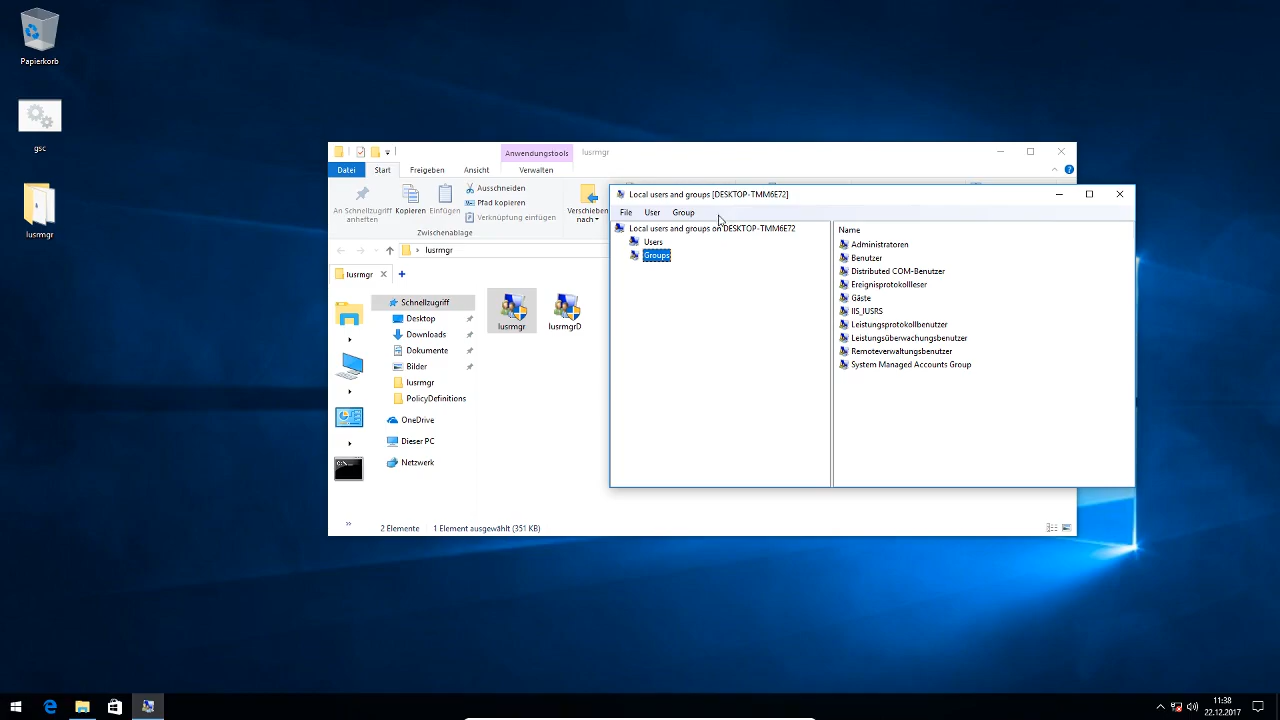 Papierkorb
gsc
lusrmgr
Anwendungstools
lusrmgr
Datei
Start
Freigeben
Ansicht
Verwalten
An Schnellzugriff
anheften
Kopieren
Einfügen
Ausschneiden
Pfad kopieren
Verknüpfung einfügen
Verschieben
nach
Zwischenablage
lusrmgr
lusrmgr
Schnellzugriff
Desktop
Downloads
Dokumente
Bilder
lusrmgr
PolicyDefinitions
OneDrive
Dieser PC
Netzwerk
lusrmgr
lusrmgrD
2 Elemente
1 Element ausgewählt (351 KB)
Local users and groups [DESKTOP-TMM6E72]
File
User
Group
Local users and groups on DESKTOP-TMM6E72
Users
Groups
Name
Administratoren
Benutzer
Distributed COM-Benutzer
Ereignisprotokollleser
Gäste
IIS_IUSRS
Leistungsprotokollbenutzer
Leistungsüberwachungsbenutzer
Remoteverwaltungsbenutzer
System Managed Accounts Group
11:38
22.12.2017